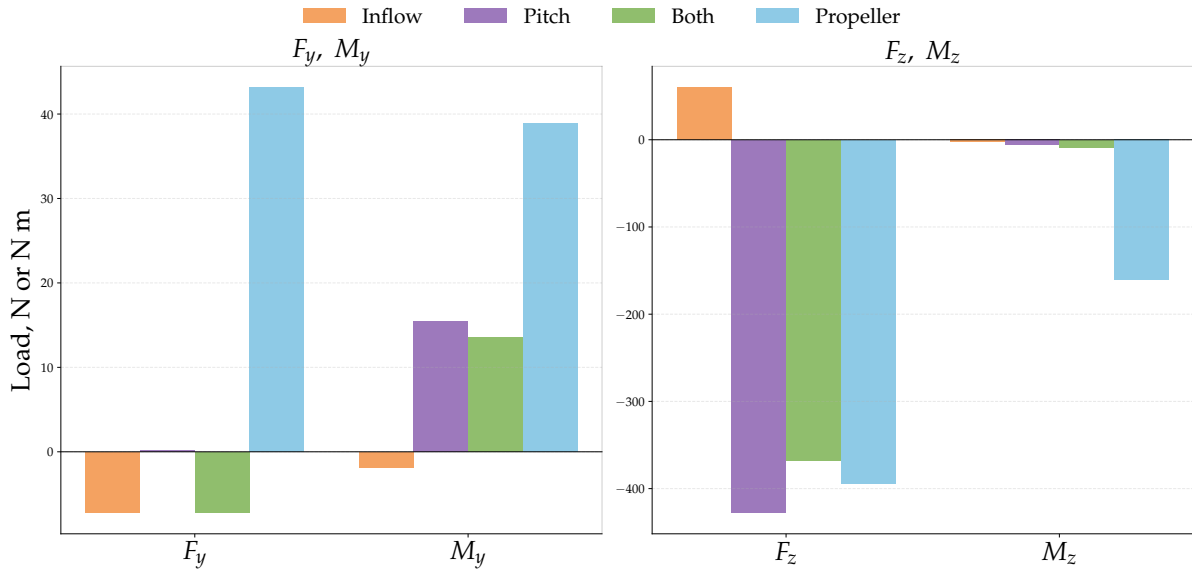 Inflow Pitch Both Propeller
F_y, M_y
F_z, M_z
Load, N or N m
40
30
20
10
0
F_y M_y
0
−100
−200
−300
−400
F_z M_z